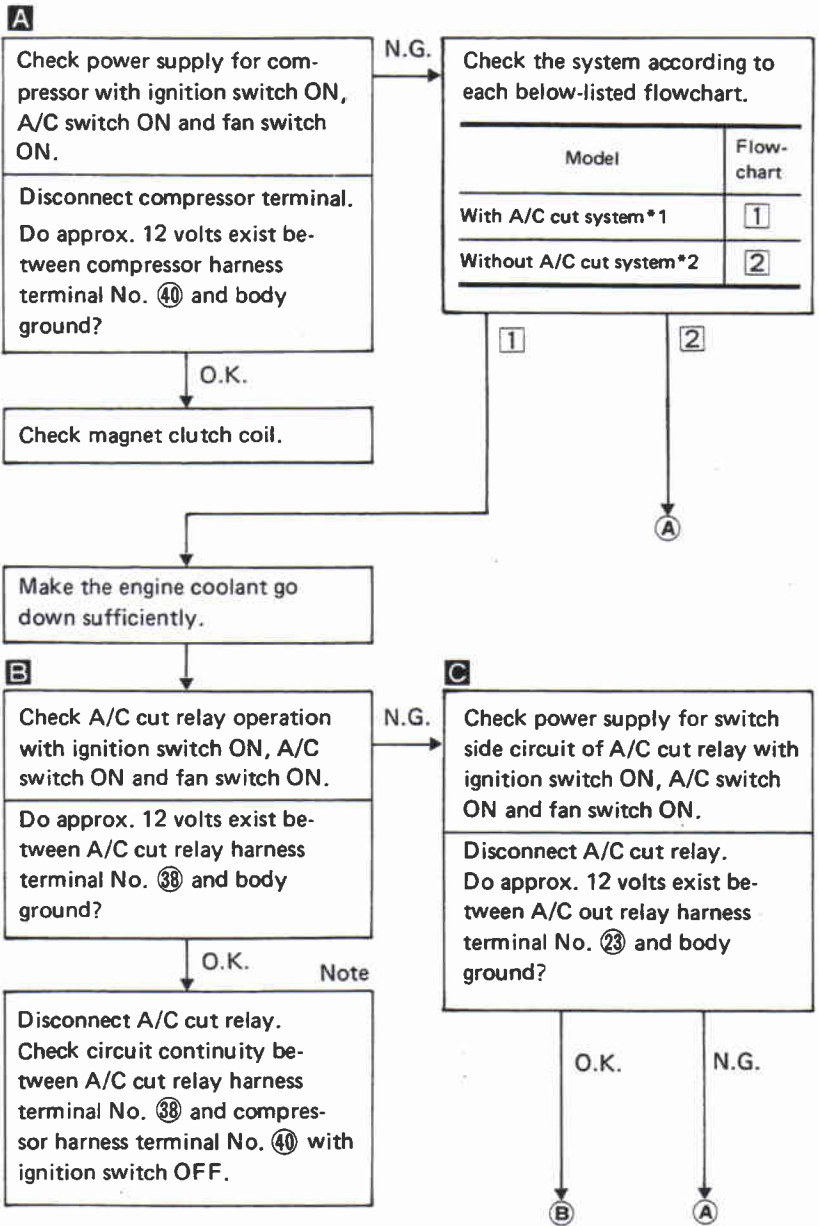 A
Check power supply for com-
pressor with ignition switch ON,
A/C switch ON and fan switch
ON.
Disconnect compressor terminal.
Do approx. 12 volts exist be-
tween compressor harness
terminal No. ㊵ and body
ground?
N.G.
Check the system according to
each below-listed flowchart.
Model
Flow-
chart
With A/C cut system*1
1
Without A/C cut system*2
2
O.K.
Check magnet clutch coil.
1
2
Ⓐ
Make the engine coolant go
down sufficiently.
B
Check A/C cut relay operation
with ignition switch ON, A/C
switch ON and fan switch ON.
Do approx. 12 volts exist be-
tween A/C cut relay harness
terminal No. ㊳ and body
ground?
N.G.
C
Check power supply for switch
side circuit of A/C cut relay with
ignition switch ON, A/C switch
ON and fan switch ON.
Disconnect A/C cut relay.
Do approx. 12 volts exist be-
tween A/C out relay harness
terminal No. ㉓ and body
ground?
O.K.
Note
Disconnect A/C cut relay.
Check circuit continuity be-
tween A/C cut relay harness
terminal No. ㊳ and compres-
sor harness terminal No. ㊵ with
ignition switch OFF.
O.K.
N.G.
Ⓑ
Ⓐ